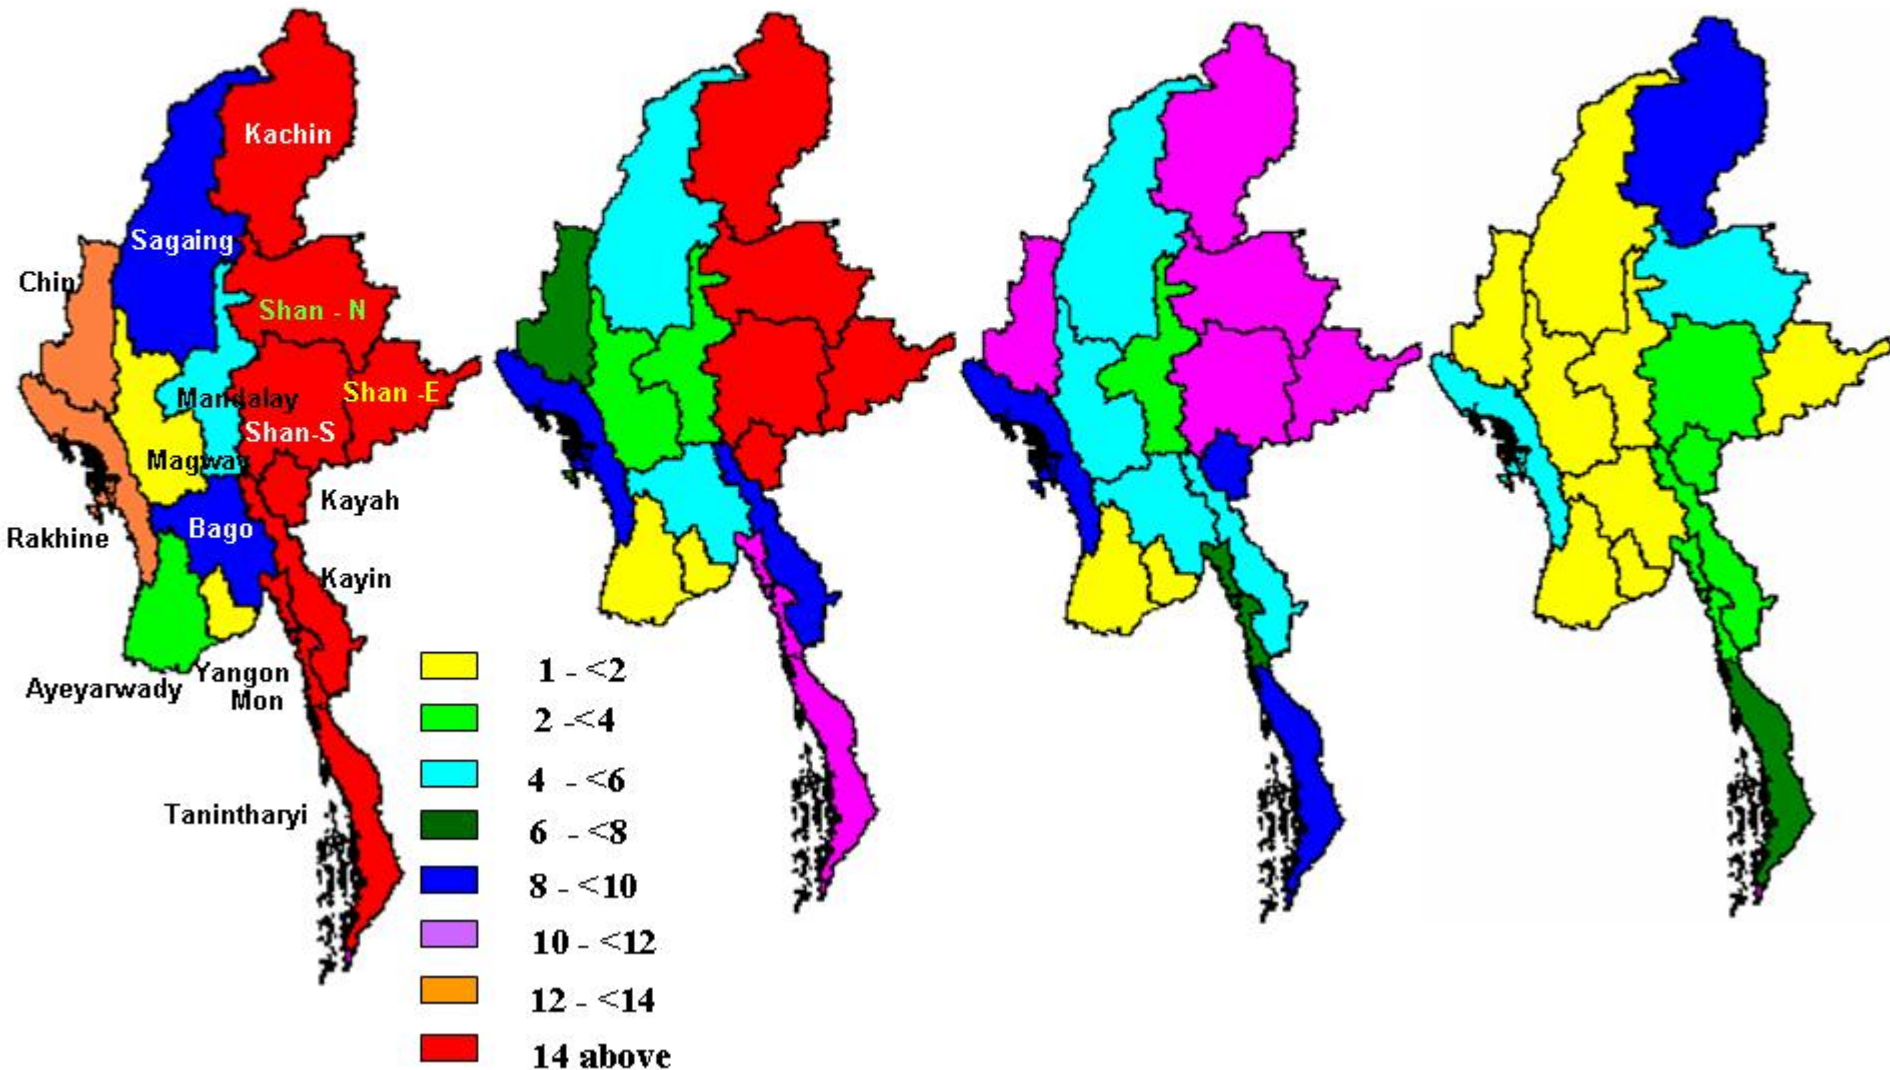 Kachin
Sagaing
Chin
Shan - N
Shan -E
Mandalay
Shan-S
Magway
Kayah
Rakhine
Bago
Kayin
Yangon
Ayeyarwady
Mon
Tanintharyi
1 - <2
2 -<4
4 - <6
6 - <8
8 - <10
10 - <12
12 - <14
14 above